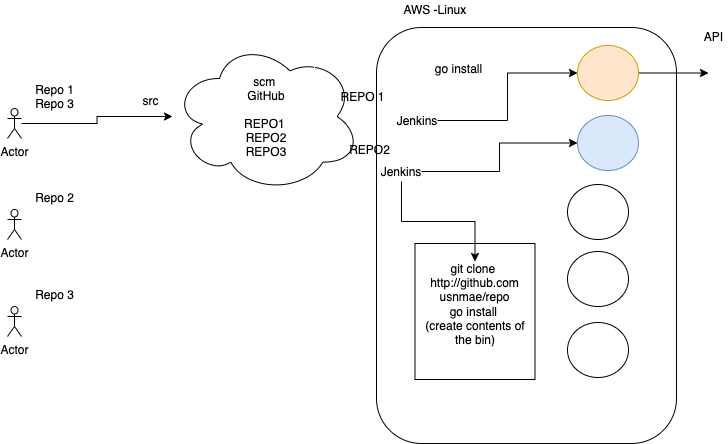 AWS -Linux
API
Repo 1
Repo 3
src
Actor
scm
GitHub
REPO1
REPO2
REPO3
REPO 1
REPO2
go install
Jenkins
Jenkins
Repo 2
Actor
Repo 3
Actor
git clone
http://github.com
usnmae/repo
go install
(create contents of
the bin)